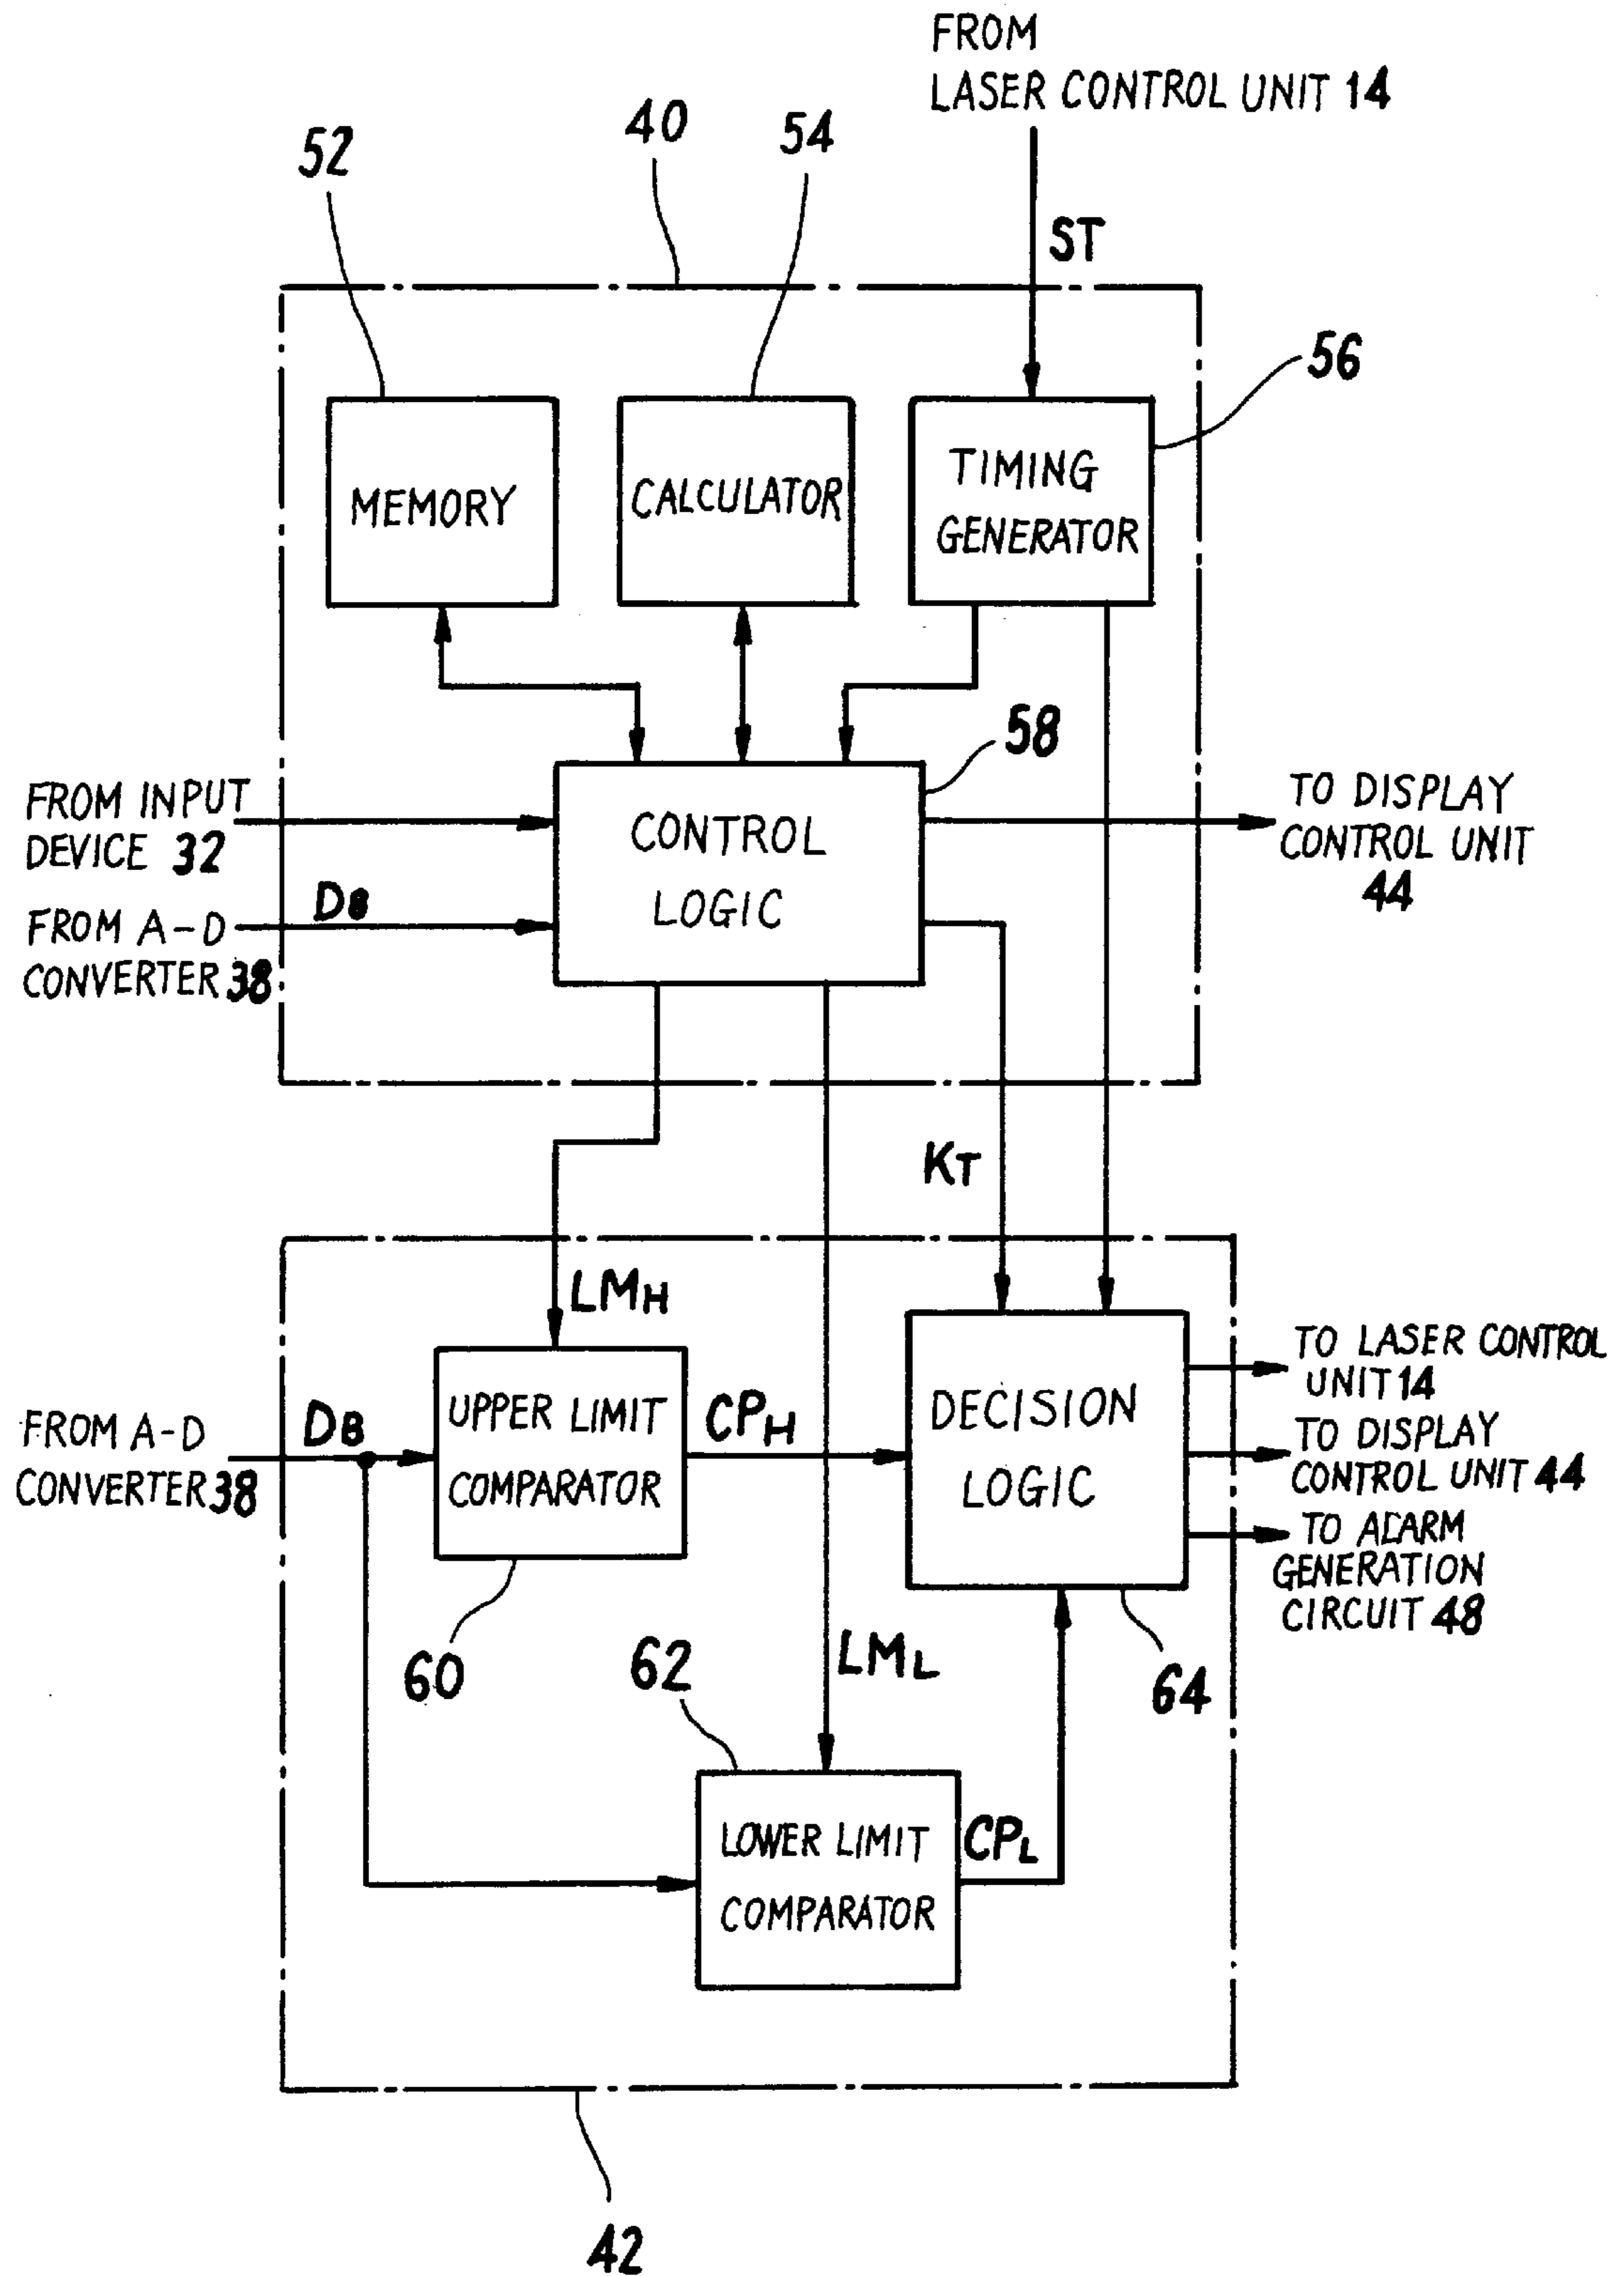 FROM
LASER CONTROL UNIT 14
40
54
52
ST
56
MEMORY
CALCULATOR
TIMING
GENERATOR
58
FROM INPUT
DEVICE 32
CONTROL
LOGIC
TO DISPLAY
CONTROL UNIT
44
DB
FROM A-D
CONVERTER 38
KT
LMH
FROM A-D
CONVERTER 38
DB
UPPER LIMIT
COMPARATOR
CPH
DECISION
LOGIC
TO LASER CONTROL
UNIT 14
TO DISPLAY
CONTROL UNIT 44
TO ALARM
GENERATION
CIRCUIT 48
60
62
LML
64
LOWER LIMIT
COMPARATOR
CPL
42